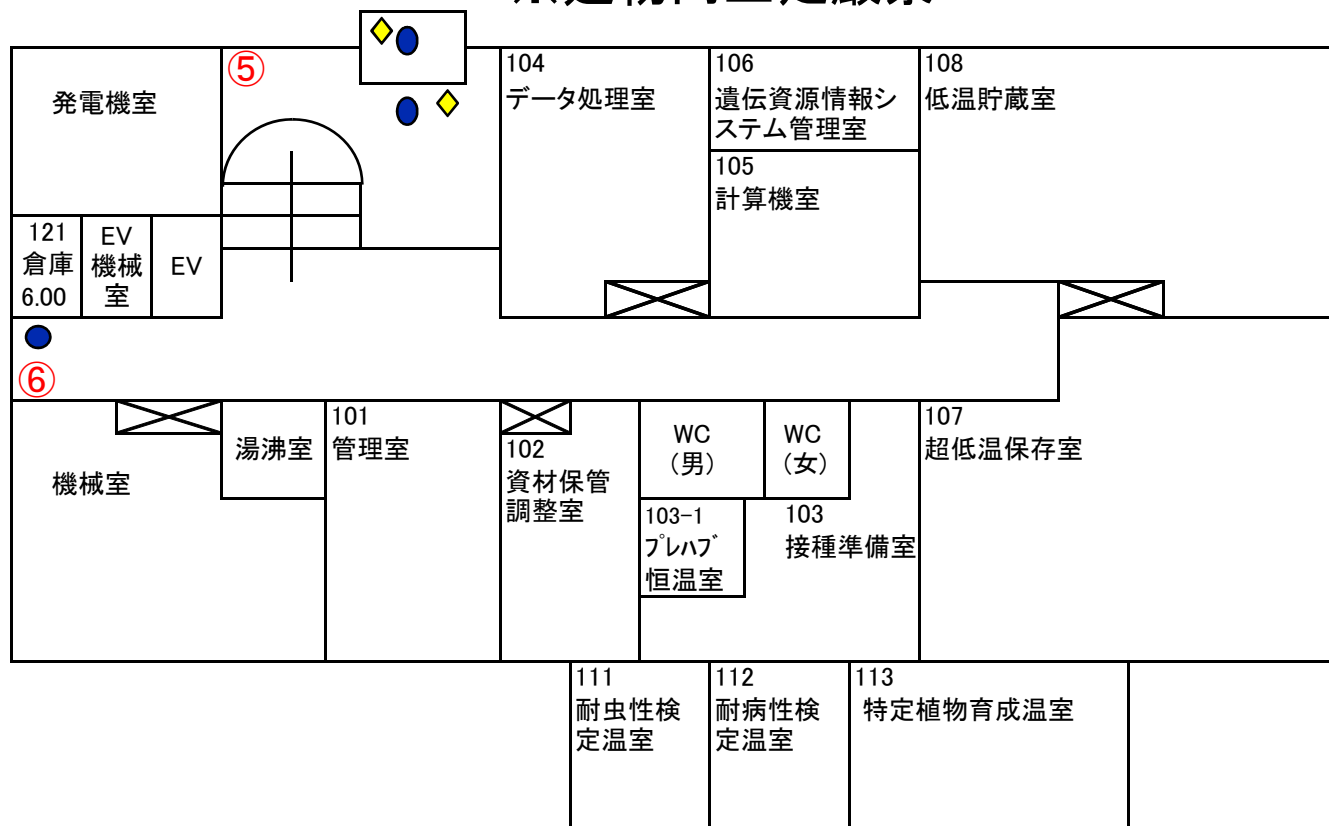 ⑤
発電機室
104
データ処理室
106
遺伝資源情報シ
ステム管理室
108
低温貯蔵室
105
計算機室
121
倉庫
6.00
EV
機械
室
EV
⑥
機械室
湯沸室
101
管理室
102
資材保管
調整室
WC
(男)
WC
(女)
103-1
ﾌﾟﾚﾊﾌﾞ
恒温室
103
接種準備室
107
超低温保存室
111
耐虫性検
定温室
112
耐病性検
定温室
113
特定植物育成温室